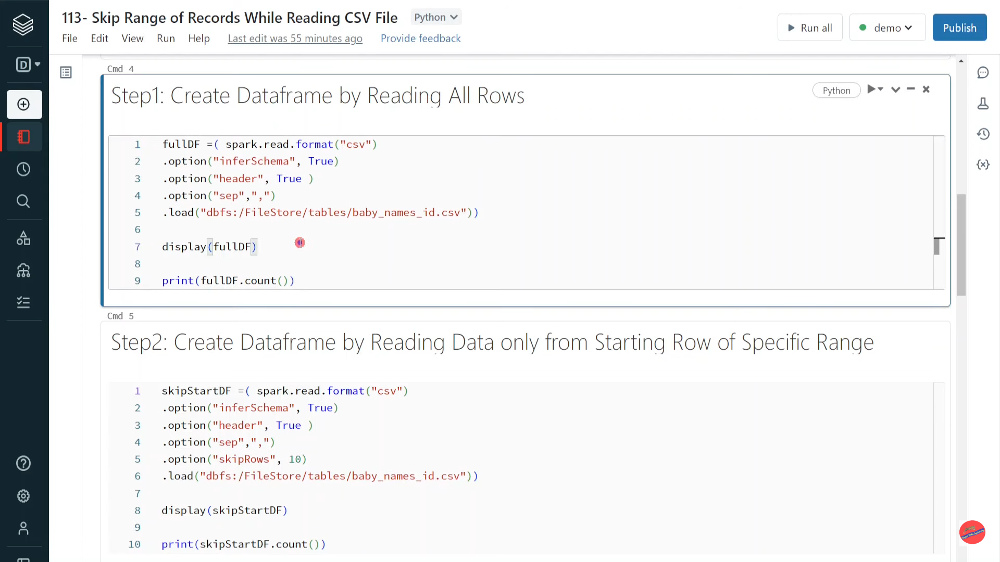 113- Skip Range of Records While Reading CSV File Python
File Edit View Run Help Last edit was 55 minutes ago Provide feedback
Run all demo Publish
D
Cmd 4
Step1: Create Dataframe by Reading All Rows
Python
1 fullDF =( spark.read.format("csv")
2 .option("inferSchema", True)
3 .option("header", True )
4 .option("sep",",")
5 .load("dbfs:/FileStore/tables/baby_names_id.csv"))
6
7 display(fullDF)
8
9 print(fullDF.count())
Cmd 5
Step2: Create Dataframe by Reading Data only from Starting Row of Specific Range
1 skipStartDF =( spark.read.format("csv")
2 .option("inferSchema", True)
3 .option("header", True )
4 .option("sep",",")
5 .option("skipRows", 10)
6 .load("dbfs:/FileStore/tables/baby_names_id.csv"))
7
8 display(skipStartDF)
9
10 print(skipStartDF.count())